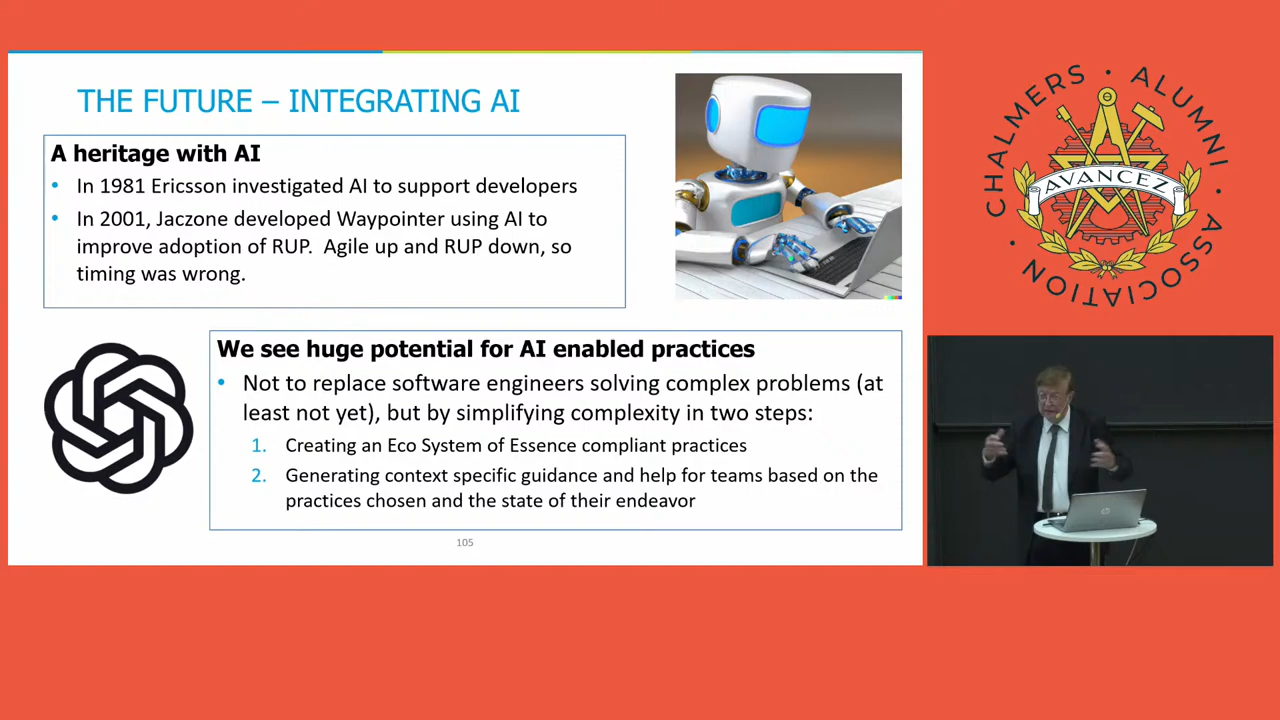 THE FUTURE – INTEGRATING AI
A heritage with AI
• In 1981 Ericsson investigated AI to support developers
• In 2001, Jaczone developed Waypointer using AI to
improve adoption of RUP. Agile up and RUP down, so
timing was wrong.
We see huge potential for AI enabled practices
• Not to replace software engineers solving complex problems (at
least not yet), but by simplifying complexity in two steps:
1. Creating an Eco System of Essence compliant practices
2. Generating context specific guidance and help for teams based on the
practices chosen and the state of their endeavor
105
CHALMERS · ALUMNI · ASSOCIATION ·
AVANCEZ
hp